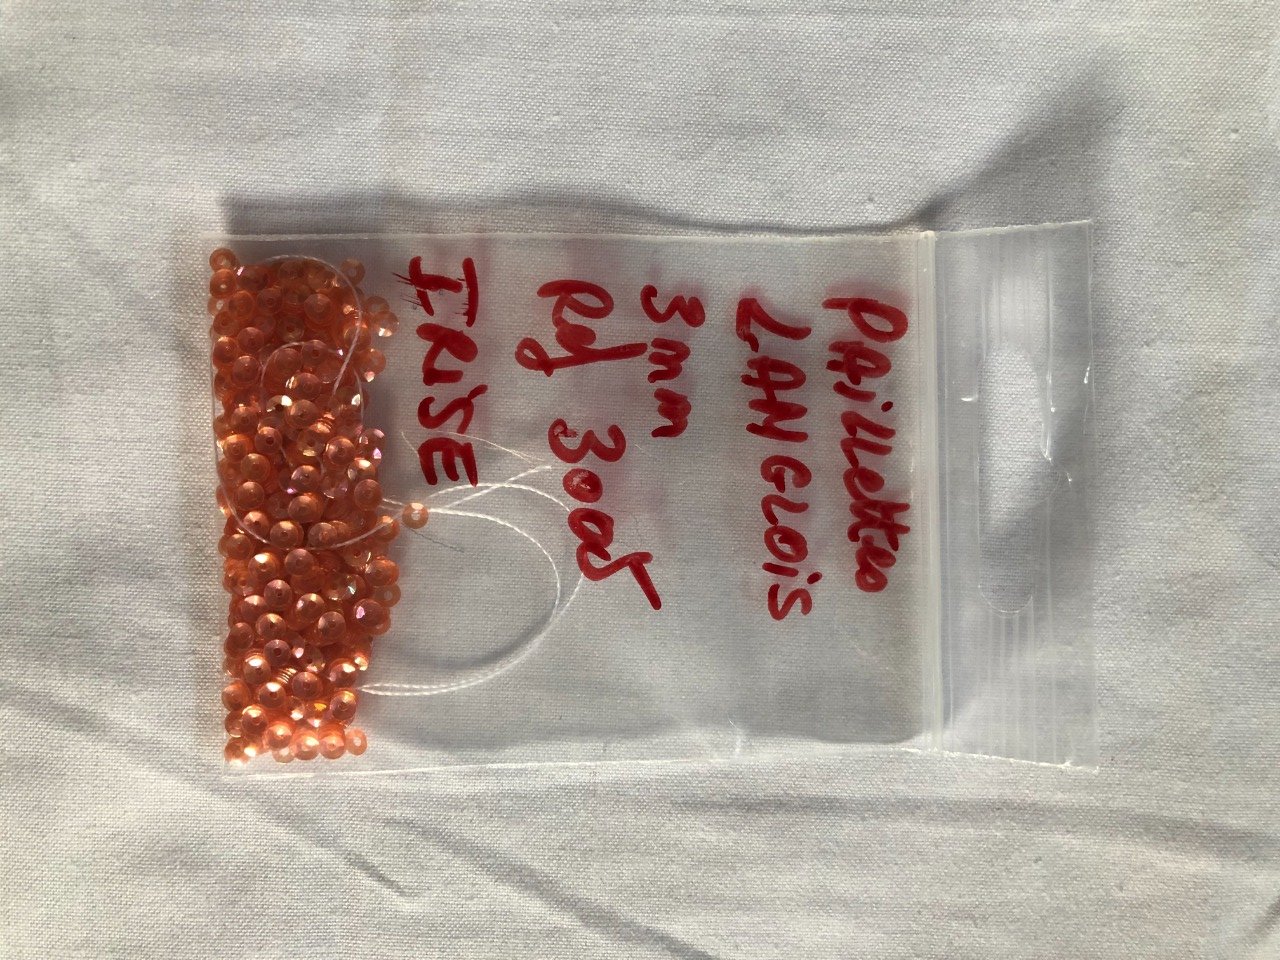 PAiLLettes
LANGLOiS
3mm
Ref 3005
IRiSE